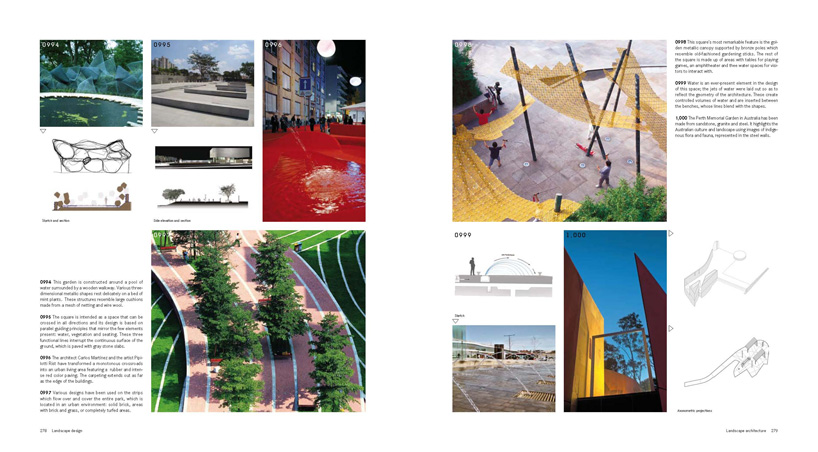 0994
0995
0996
Sketch and section
Side elevation and section
0997
0994 This garden is constructed around a pool of
water surrounded by a wooden walkway. Various three-
dimensional metallic shapes rest delicately on a bed of
mint plants. These structures resemble large cushions
made from a mesh of netting and wire wool.
0995 The square is intended as a space that can be
crossed in all directions and its design is based on
parallel guiding principles that mirror the few elements
present: water, vegetation and seating. These three
functional lines interrupt the continuous surface of the
ground, which is paved with gray stone slabs.
0996 The architect Carlos Martínez and the artist Pipi-
lotti Rist have transformed a monotonous crossroads
into an urban living area featuring a rubber and inten-
se red color paving. The carpeting extends out as far
as the edge of the buildings.
0997 Various designs have been used on the strips
which flow over and cover the entire park, which is
located in an urban environment: solid brick, areas
with brick and grass, or completely turfed areas.
278 Landscape design
0998
0998 This square's most remarkable feature is the gol-
den metallic canopy supported by bronze poles which
resemble old-fashioned gardening sticks. The rest of
the square is made up of areas with tables for playing
games, an amphitheater and three water spaces for visi-
tors to interact with.
0999 Water is an ever-present element in the design
of this space; the jets of water were laid out so as to
reflect the geometry of the architecture. These create
controlled volumes of water and are inserted between
the benches, whose lines blend with the shapes.
1,000 The Perth Memorial Garden in Australia has been
made from sandstone, granite and steel. It highlights the
Australian culture and landscape using images of indige-
nous flora and fauna, represented in the steel walls.
0999
Sketch
1,000
Axonometric projections
Landscape architecture 279